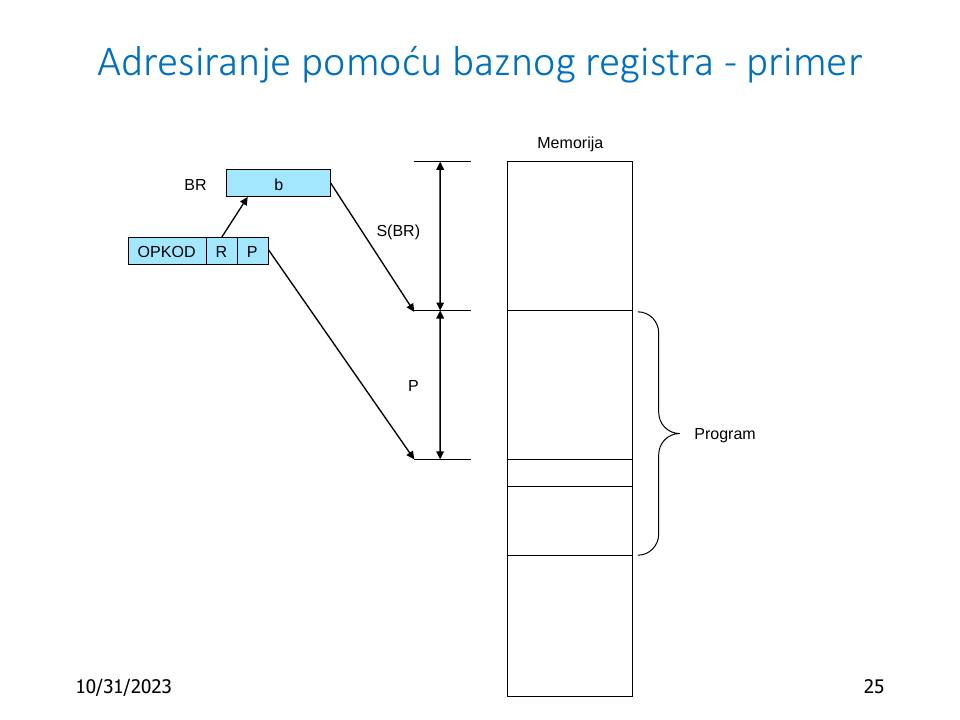 Adresiranje pomoću baznog registra - primer
Memorija
BR
b
S(BR)
OPKOD R P
P
Program
10/31/2023
25